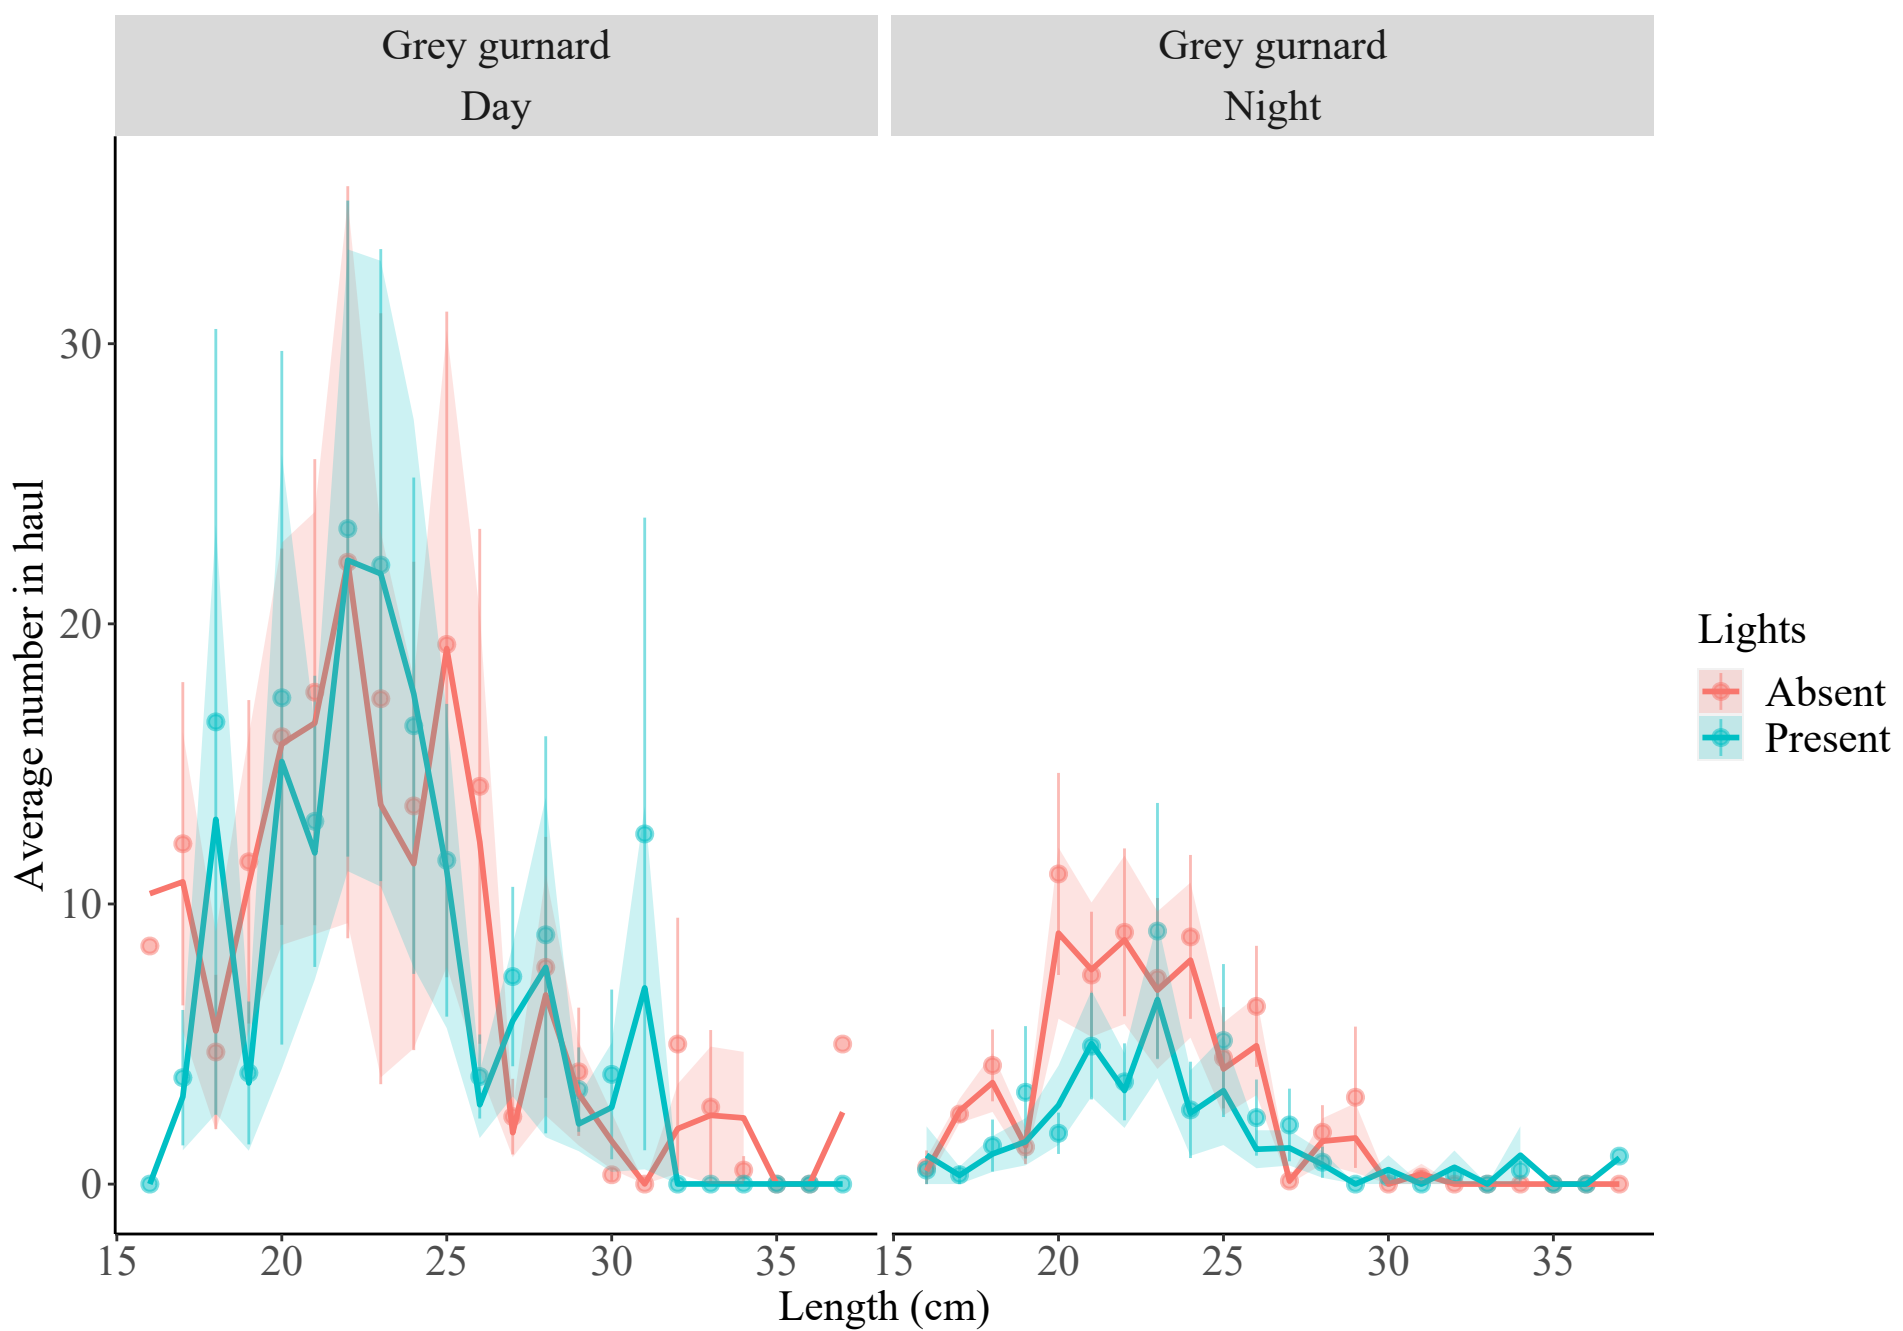 Grey gurnard
Day
Grey gurnard
Night
Average number in haul
30
20
10
0
15 20 25 30 35
15 20 25 30 35
Length (cm)
Lights
Absent
Present